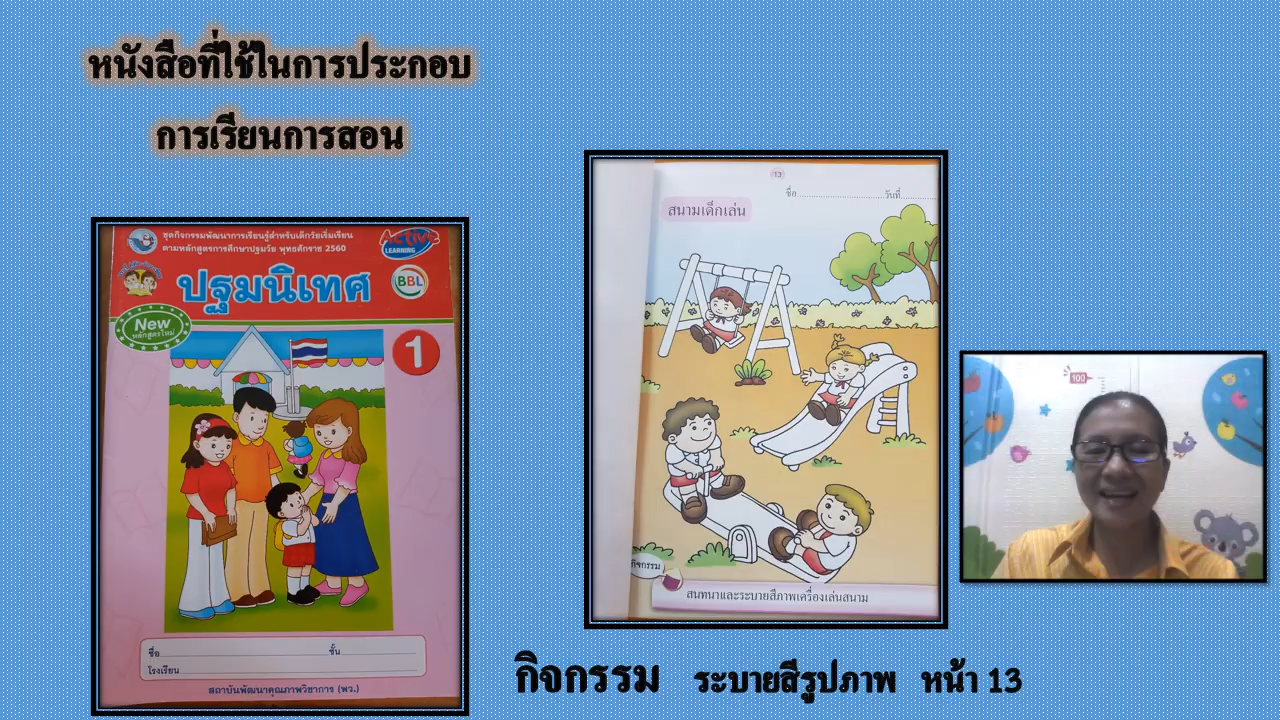 หนังสือที่ใช้ในการประกอบ
การเรียนการสอน
ชุดกิจกรรมพัฒนาการเรียนรู้สำหรับเด็กวัยเริ่มเรียน
ตามหลักสูตรการศึกษาปฐมวัย พุทธศักราช 2560
Active
LEARNING
ปฐมนิเทศ
BBL
New
หลักสูตรใหม่
1
ชื่อ ชั้น
โรงเรียน
สถาบันพัฒนาคุณภาพวิชาการ (พว.)
13
ชื่อ วันที่
สนามเด็กเล่น
กิจกรรม
สนทนาและระบายสีภาพเครื่องเล่นสนาม
100
กิจกรรม ระบายสีรูปภาพ หน้า 13